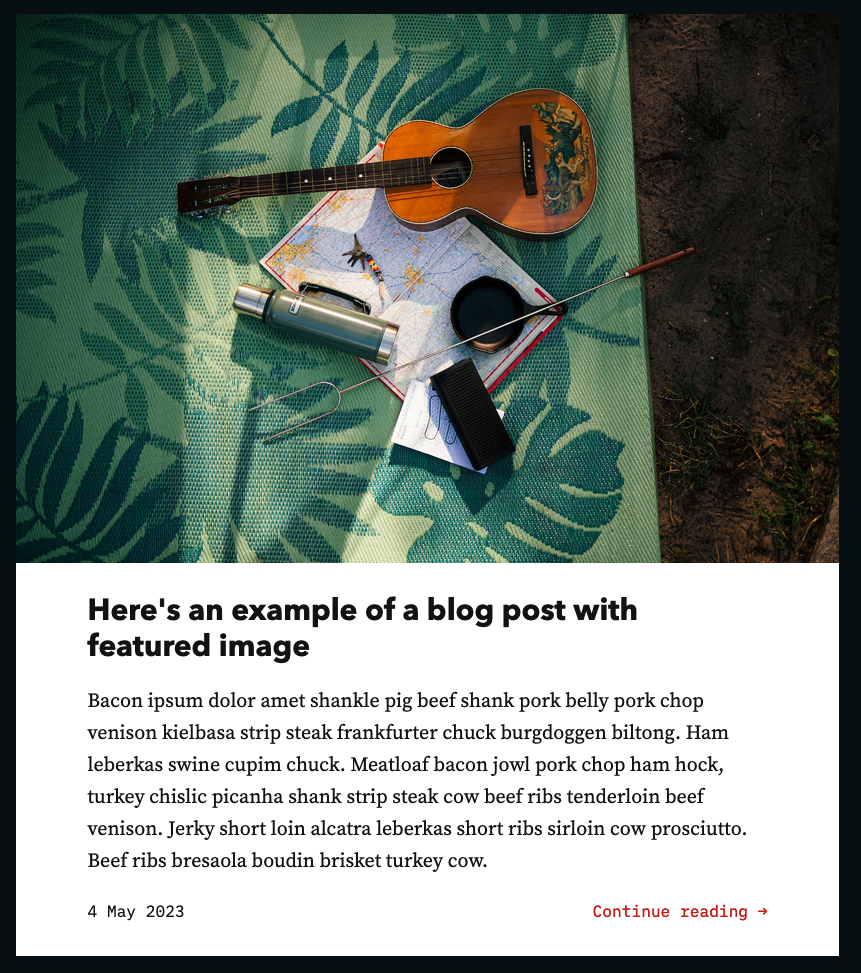 Here's an example of a blog post with
featured image
Bacon ipsum dolor amet shankle pig beef shank pork belly pork chop
venison kielbasa strip steak frankfurter chuck burgdoggen biltong. Ham
leberkas swine cupim chuck. Meatloaf bacon jowl pork chop ham hock,
turkey chislic picanha shank strip steak cow beef ribs tenderloin beef
venison. Jerky short loin alcatra leberkas short ribs sirloin cow prosciutto.
Beef ribs bresaola boudin brisket turkey cow.
4 May 2023
Continue reading →